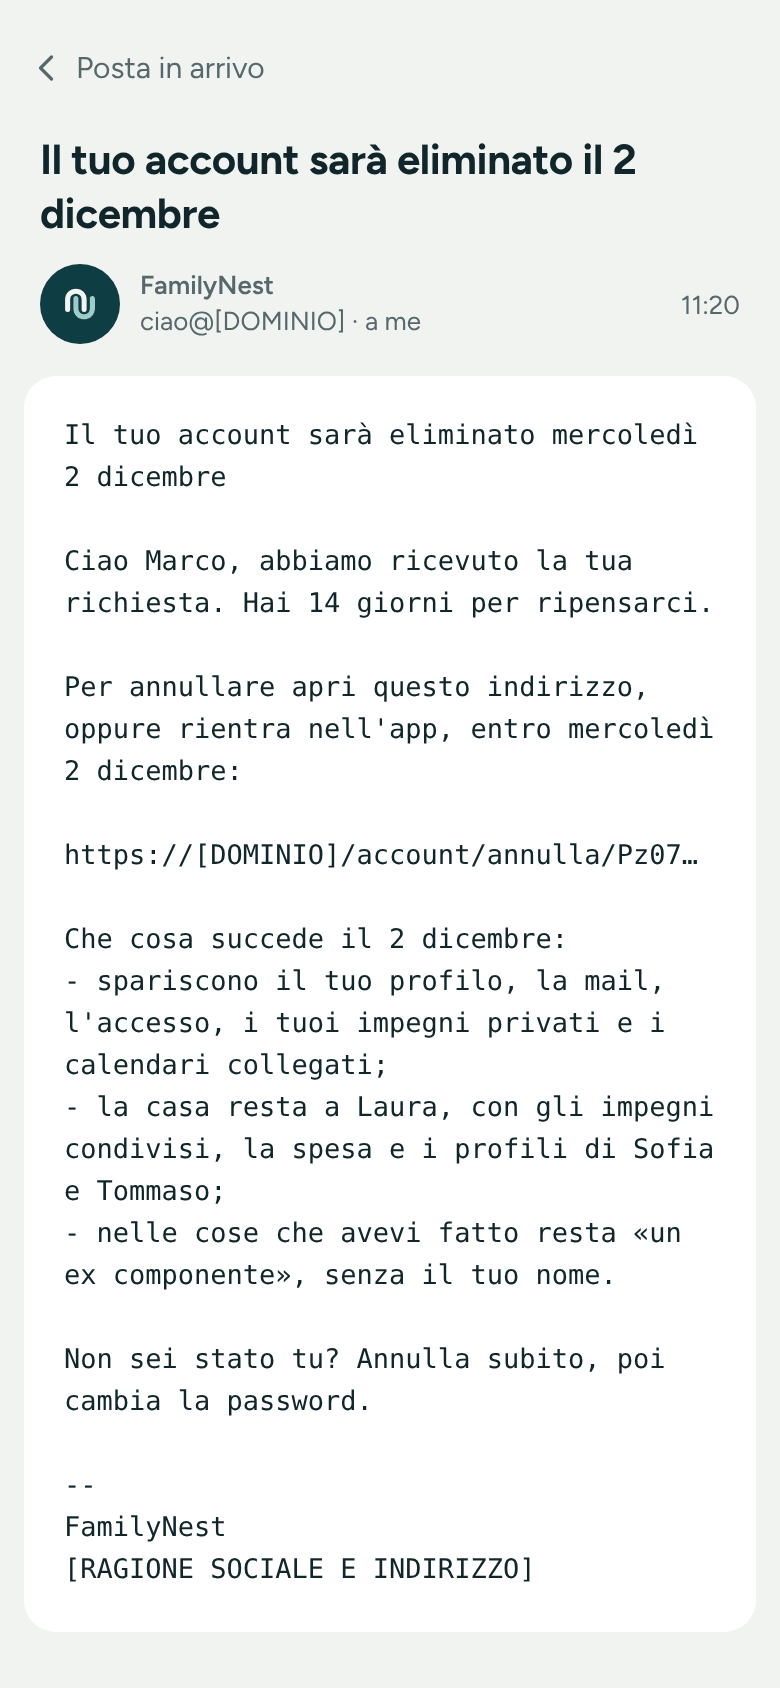 Posta in arrivo
Il tuo account sarà eliminato il 2
dicembre
FamilyNest
ciao@[DOMINIO] · a me
11:20
Il tuo account sarà eliminato mercoledì
2 dicembre
Ciao Marco, abbiamo ricevuto la tua
richiesta. Hai 14 giorni per ripensarci.
Per annullare apri questo indirizzo,
oppure rientra nell'app, entro mercoledì
2 dicembre:
https://[DOMINIO]/account/annulla/Pz07…
Che cosa succede il 2 dicembre:
- spariscono il tuo profilo, la mail,
l'accesso, i tuoi impegni privati e i
calendari collegati;
- la casa resta a Laura, con gli impegni
condivisi, la spesa e i profili di Sofia
e Tommaso;
- nelle cose che avevi fatto resta «un
ex componente», senza il tuo nome.
Non sei stato tu? Annulla subito, poi
cambia la password.
--
FamilyNest
[RAGIONE SOCIALE E INDIRIZZO]